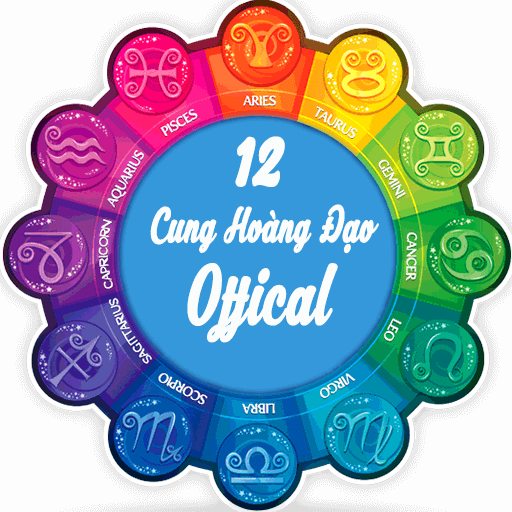 12
Cung Hoàng Đạo
Offical
ARIES
TAURUS
GEMINI
CANCER
LEO
VIRGO
LIBRA
SCORPIO
SAGITTARIUS
CAPRICORN
AQUARIUS
PISCES